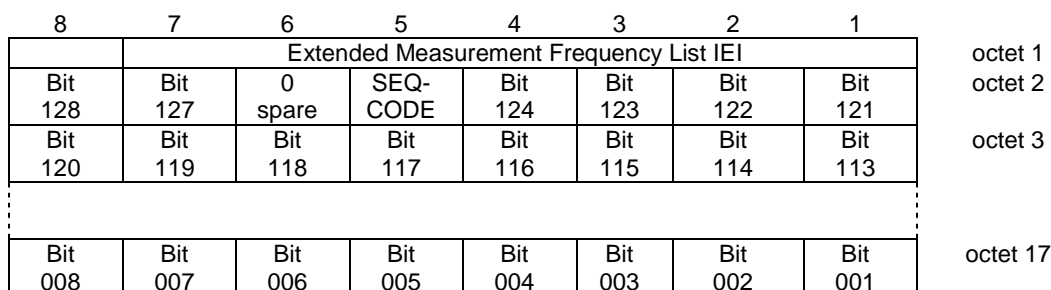 8 7 6 5 4 3 2 1
Extended Measurement Frequency List IEI octet 1
Bit Bit 0 SEQ- Bit Bit Bit Bit octet 2
128 127 spare CODE 124 123 122 121
Bit Bit Bit Bit Bit Bit Bit Bit octet 3
120 119 118 117 116 115 114 113
Bit Bit Bit Bit Bit Bit Bit Bit octet 17
008 007 006 005 004 003 002 001